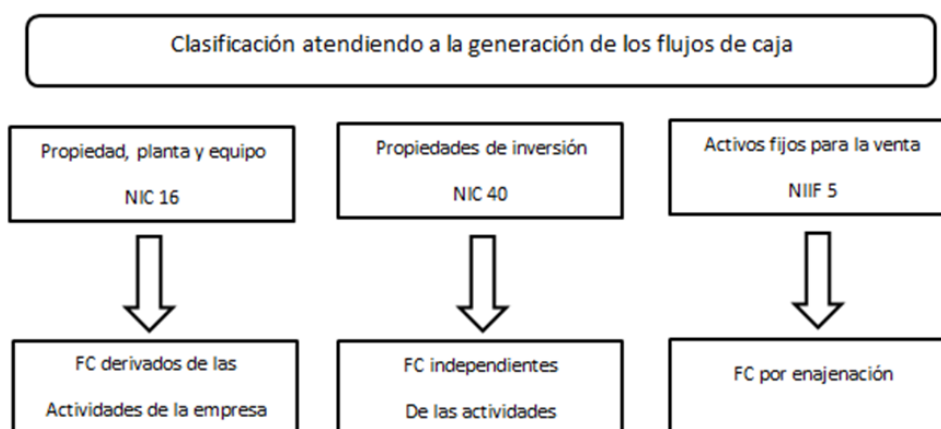 Clasificación atendiendo a la generación de los flujos de caja
Propiedad, planta y equipo
NIC 16
Propiedades de inversión
NIC 40
Activos fijos para la venta
NIIF 5
FC derivados de las
Actividades de la empresa
FC independientes
De las actividades
FC por enajenación